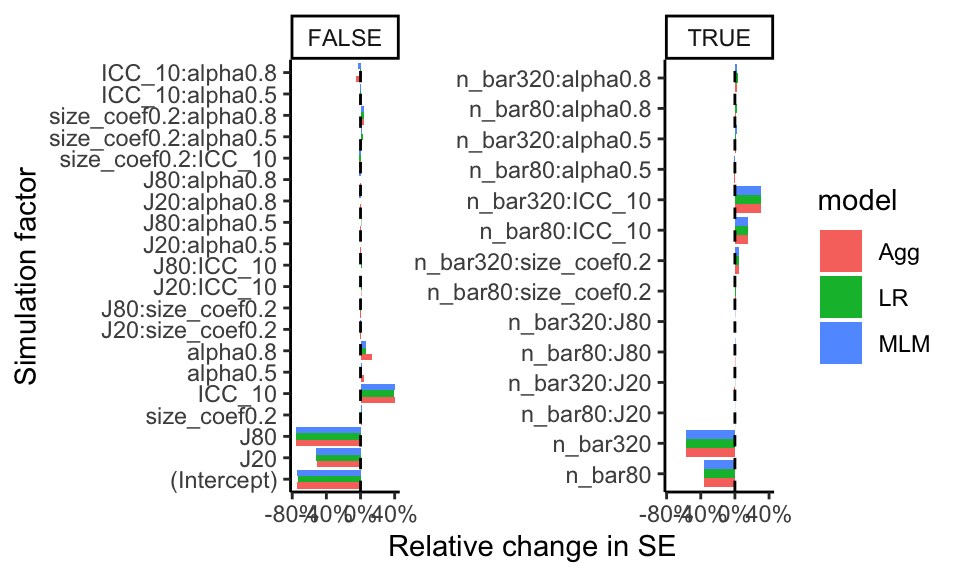 FALSE
TRUE
Simulation factor
ICC_10:alpha0.8
ICC_10:alpha0.5
size_coef0.2:alpha0.8
size_coef0.2:alpha0.5
size_coef0.2:ICC_10
J80:alpha0.8
J20:alpha0.8
J80:alpha0.5
J20:alpha0.5
J80:ICC_10
J20:ICC_10
J80:size_coef0.2
J20:size_coef0.2
alpha0.8
alpha0.5
ICC_10
size_coef0.2
J80
J20
(Intercept)
-80%
-40%
0%
40%
n_bar320:alpha0.8
n_bar80:alpha0.8
n_bar320:alpha0.5
n_bar80:alpha0.5
n_bar320:ICC_10
n_bar80:ICC_10
n_bar320:size_coef0.2
n_bar80:size_coef0.2
n_bar320:J80
n_bar80:J80
n_bar320:J20
n_bar80:J20
n_bar320
n_bar80
-80%
-40%
0%
40%
Relative change in SE
model
Agg
LR
MLM